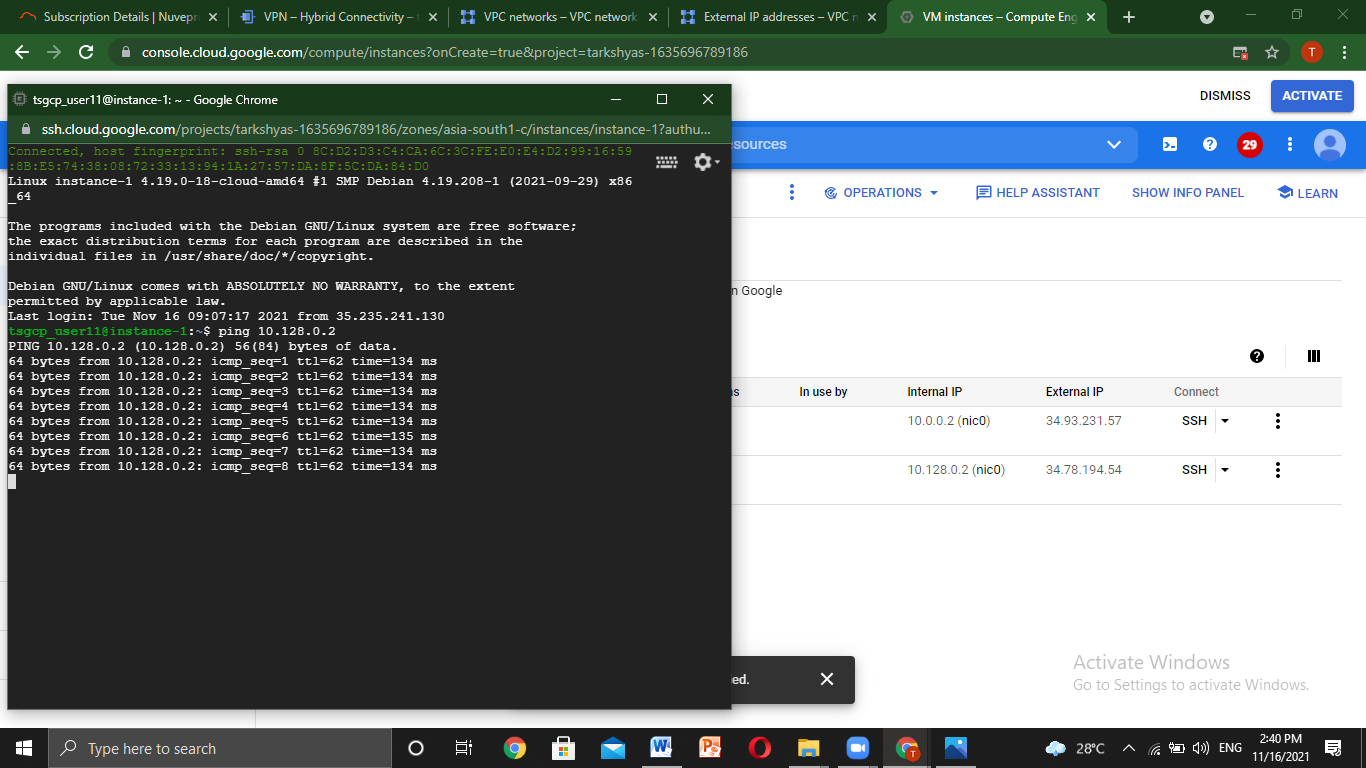 Subscription Details | Nuvepr
VPN – Hybrid Connectivity –
VPC networks – VPC network
External IP addresses – VPC n
VM instances – Compute Eng
console.cloud.google.com/compute/instances?onCreate=true&project=tarkshyas-1635696789186
T
DISMISS
ACTIVATE
tsgcp_user11@instance-1: ~ - Google Chrome
ssh.cloud.google.com/projects/tarkshyas-1635696789186/zones/asia-south1-c/instances/instance-1?authu...
esources
29
OPERATIONS
HELP ASSISTANT
SHOW INFO PANEL
LEARN
Connected, host fingerprint: ssh-rsa 0 8C:D2:D3:C4:CA:6C:3C:FE:E0:E4:D2:99:16:59
:8B:E5:74:38:08:72:33:13:94:1A:27:57:DA:8F:5C:DA:84:D0
Linux instance-1 4.19.0-18-cloud-amd64 #1 SMP Debian 4.19.208-1 (2021-09-29) x86
_64
The programs included with the Debian GNU/Linux system are free software;
the exact distribution terms for each program are described in the
individual files in /usr/share/doc/*/copyright.
Debian GNU/Linux comes with ABSOLUTELY NO WARRANTY, to the extent
permitted by applicable law.
Last login: Tue Nov 16 09:07:17 2021 from 35.235.241.130
tsgcp_user11@instance-1:~$ ping 10.128.0.2
PING 10.128.0.2 (10.128.0.2) 56(84) bytes of data.
64 bytes from 10.128.0.2: icmp_seq=1 ttl=62 time=134 ms
64 bytes from 10.128.0.2: icmp_seq=2 ttl=62 time=134 ms
64 bytes from 10.128.0.2: icmp_seq=3 ttl=62 time=134 ms
64 bytes from 10.128.0.2: icmp_seq=4 ttl=62 time=134 ms
64 bytes from 10.128.0.2: icmp_seq=5 ttl=62 time=134 ms
64 bytes from 10.128.0.2: icmp_seq=6 ttl=62 time=135 ms
64 bytes from 10.128.0.2: icmp_seq=7 ttl=62 time=134 ms
64 bytes from 10.128.0.2: icmp_seq=8 ttl=62 time=134 ms
n Google
ns
In use by
Internal IP
External IP
Connect
10.0.0.2 (nic0)
34.93.231.57
SSH
10.128.0.2 (nic0)
34.78.194.54
SSH
ed.
Activate Windows
Go to Settings to activate Windows.
Type here to search
28°C
ENG
2:40 PM
11/16/2021